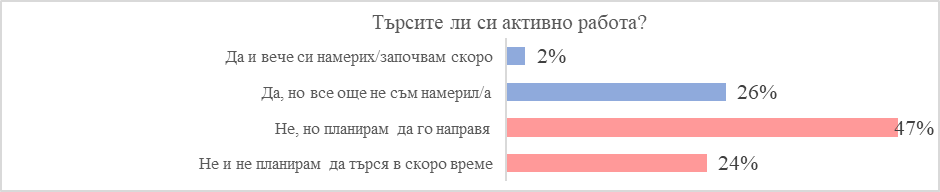 Търсите ли си активно работа?
Да и вече си намерих/започвам скоро 2%
Да, но все още не съм намерил/а 26%
Не, но планирам да го направя 47%
Не и не планирам да търся в скоро време 24%